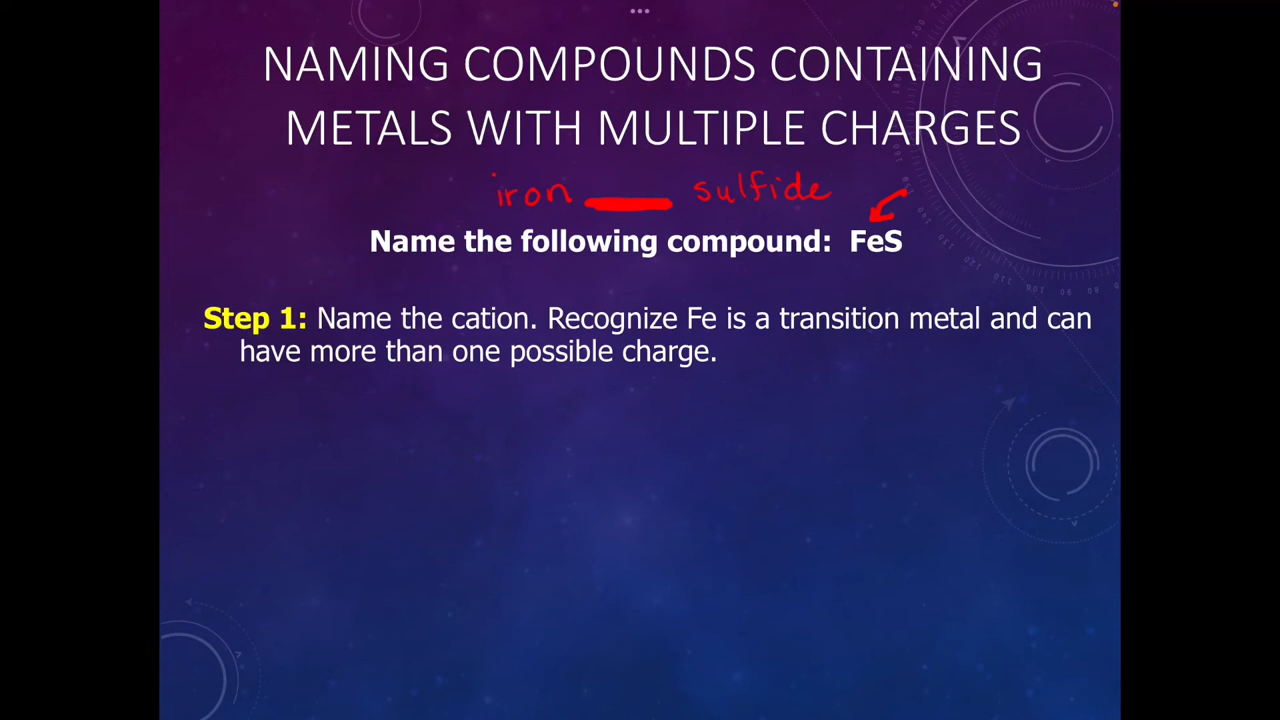 NAMING COMPOUNDS CONTAINING
METALS WITH MULTIPLE CHARGES
iron ____ sulfide
Name the following compound: FeS
Step 1: Name the cation. Recognize Fe is a transition metal and can
have more than one possible charge.